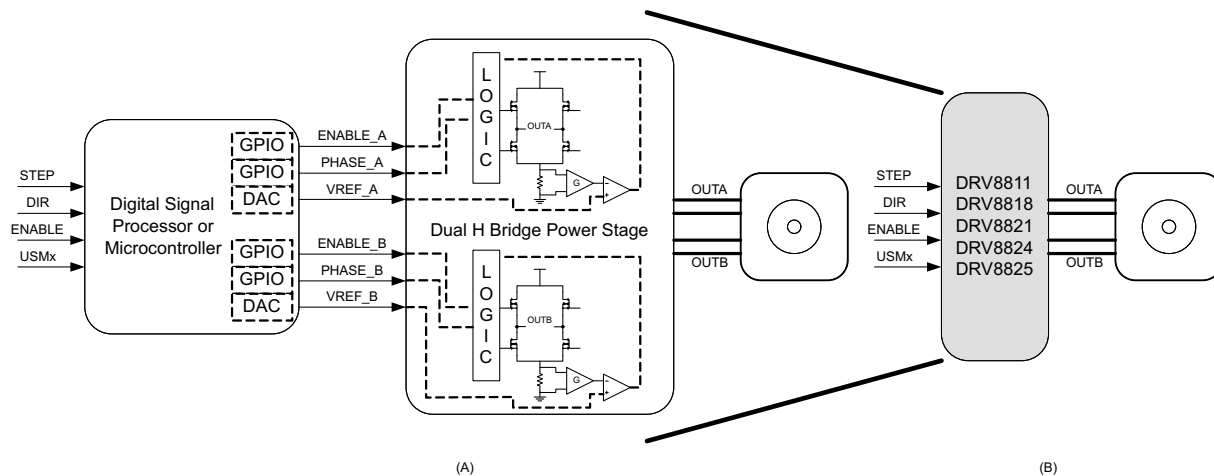 STEP
DIR
ENABLE
USMx
Digital Signal
Processor or
Microcontroller
GPIO
GPIO
DAC
GPIO
GPIO
DAC
ENABLE_A
PHASE_A
VREF_A
ENABLE_B
PHASE_B
VREF_B
LOGIC
OUTA
G
Dual H Bridge Power Stage
LOGIC
OUTB
G
OUTA
OUTB
STEP
DIR
ENABLE
USMx
DRV8811
DRV8818
DRV8821
DRV8824
DRV8825
OUTA
OUTB
(A)
(B)